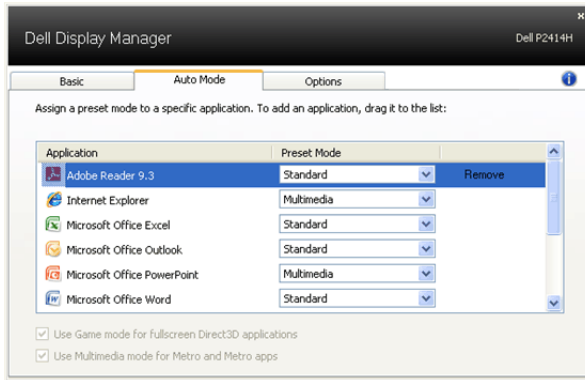 Dell Display Manager
Dell P2414H
Basic
Auto Mode
Options
Assign a preset mode to a specific application. To add an application, drag it to the list:
Application Preset Mode
Adobe Reader 9.3 Standard Remove
Internet Explorer Multimedia
Microsoft Office Excel Standard
Microsoft Office Outlook Standard
Microsoft Office PowerPoint Multimedia
Microsoft Office Word Standard
Use Game mode for fullscreen Direct3D applications
Use Multimedia mode for Metro and Metro apps